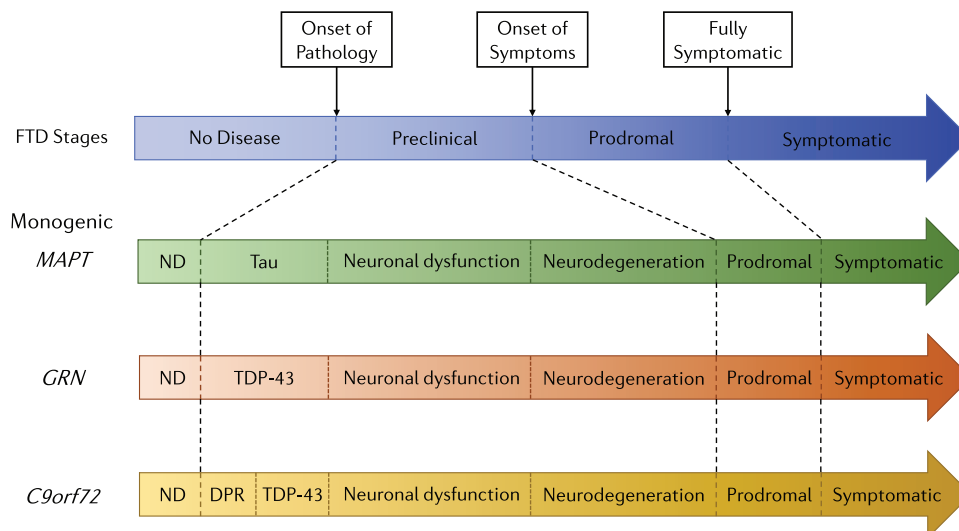 Onset of
Pathology
Onset of
Symptoms
Fully
Symptomatic
FTD Stages
No Disease
Preclinical
Prodromal
Symptomatic
Monogenic
MAPT
ND
Tau
Neuronal dysfunction
Neurodegeneration
Prodromal
Symptomatic
GRN
ND
TDP-43
Neuronal dysfunction
Neurodegeneration
Prodromal
Symptomatic
C9orf72
ND
DPR
TDP-43
Neuronal dysfunction
Neurodegeneration
Prodromal
Symptomatic